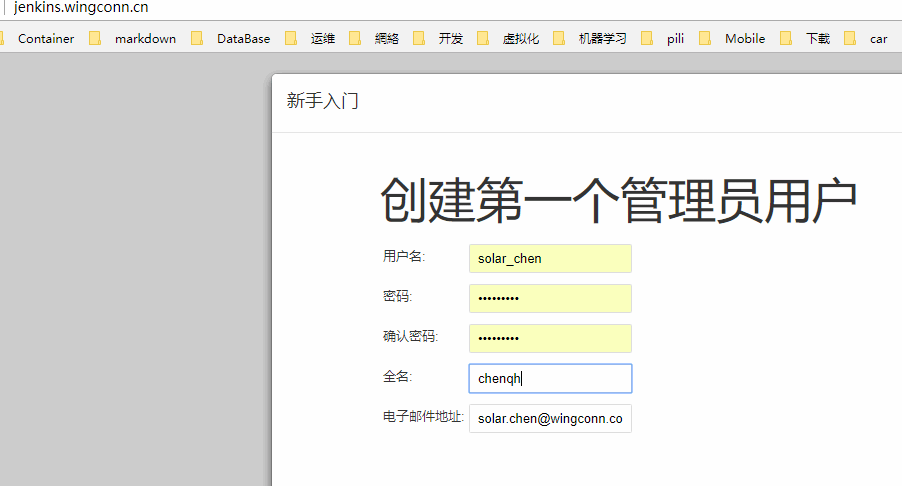 jenkins.wingconn.cn
Container markdown DataBase 运维 網絡 开发 虚拟化 机器学习 pili Mobile 下載 car
新手入门
创建第一个管理员用户
用户名: solar_chen
密码: •••••••••
确认密码: •••••••••
全名: chenqh
电子邮件地址: solar.chen@wingconn.co